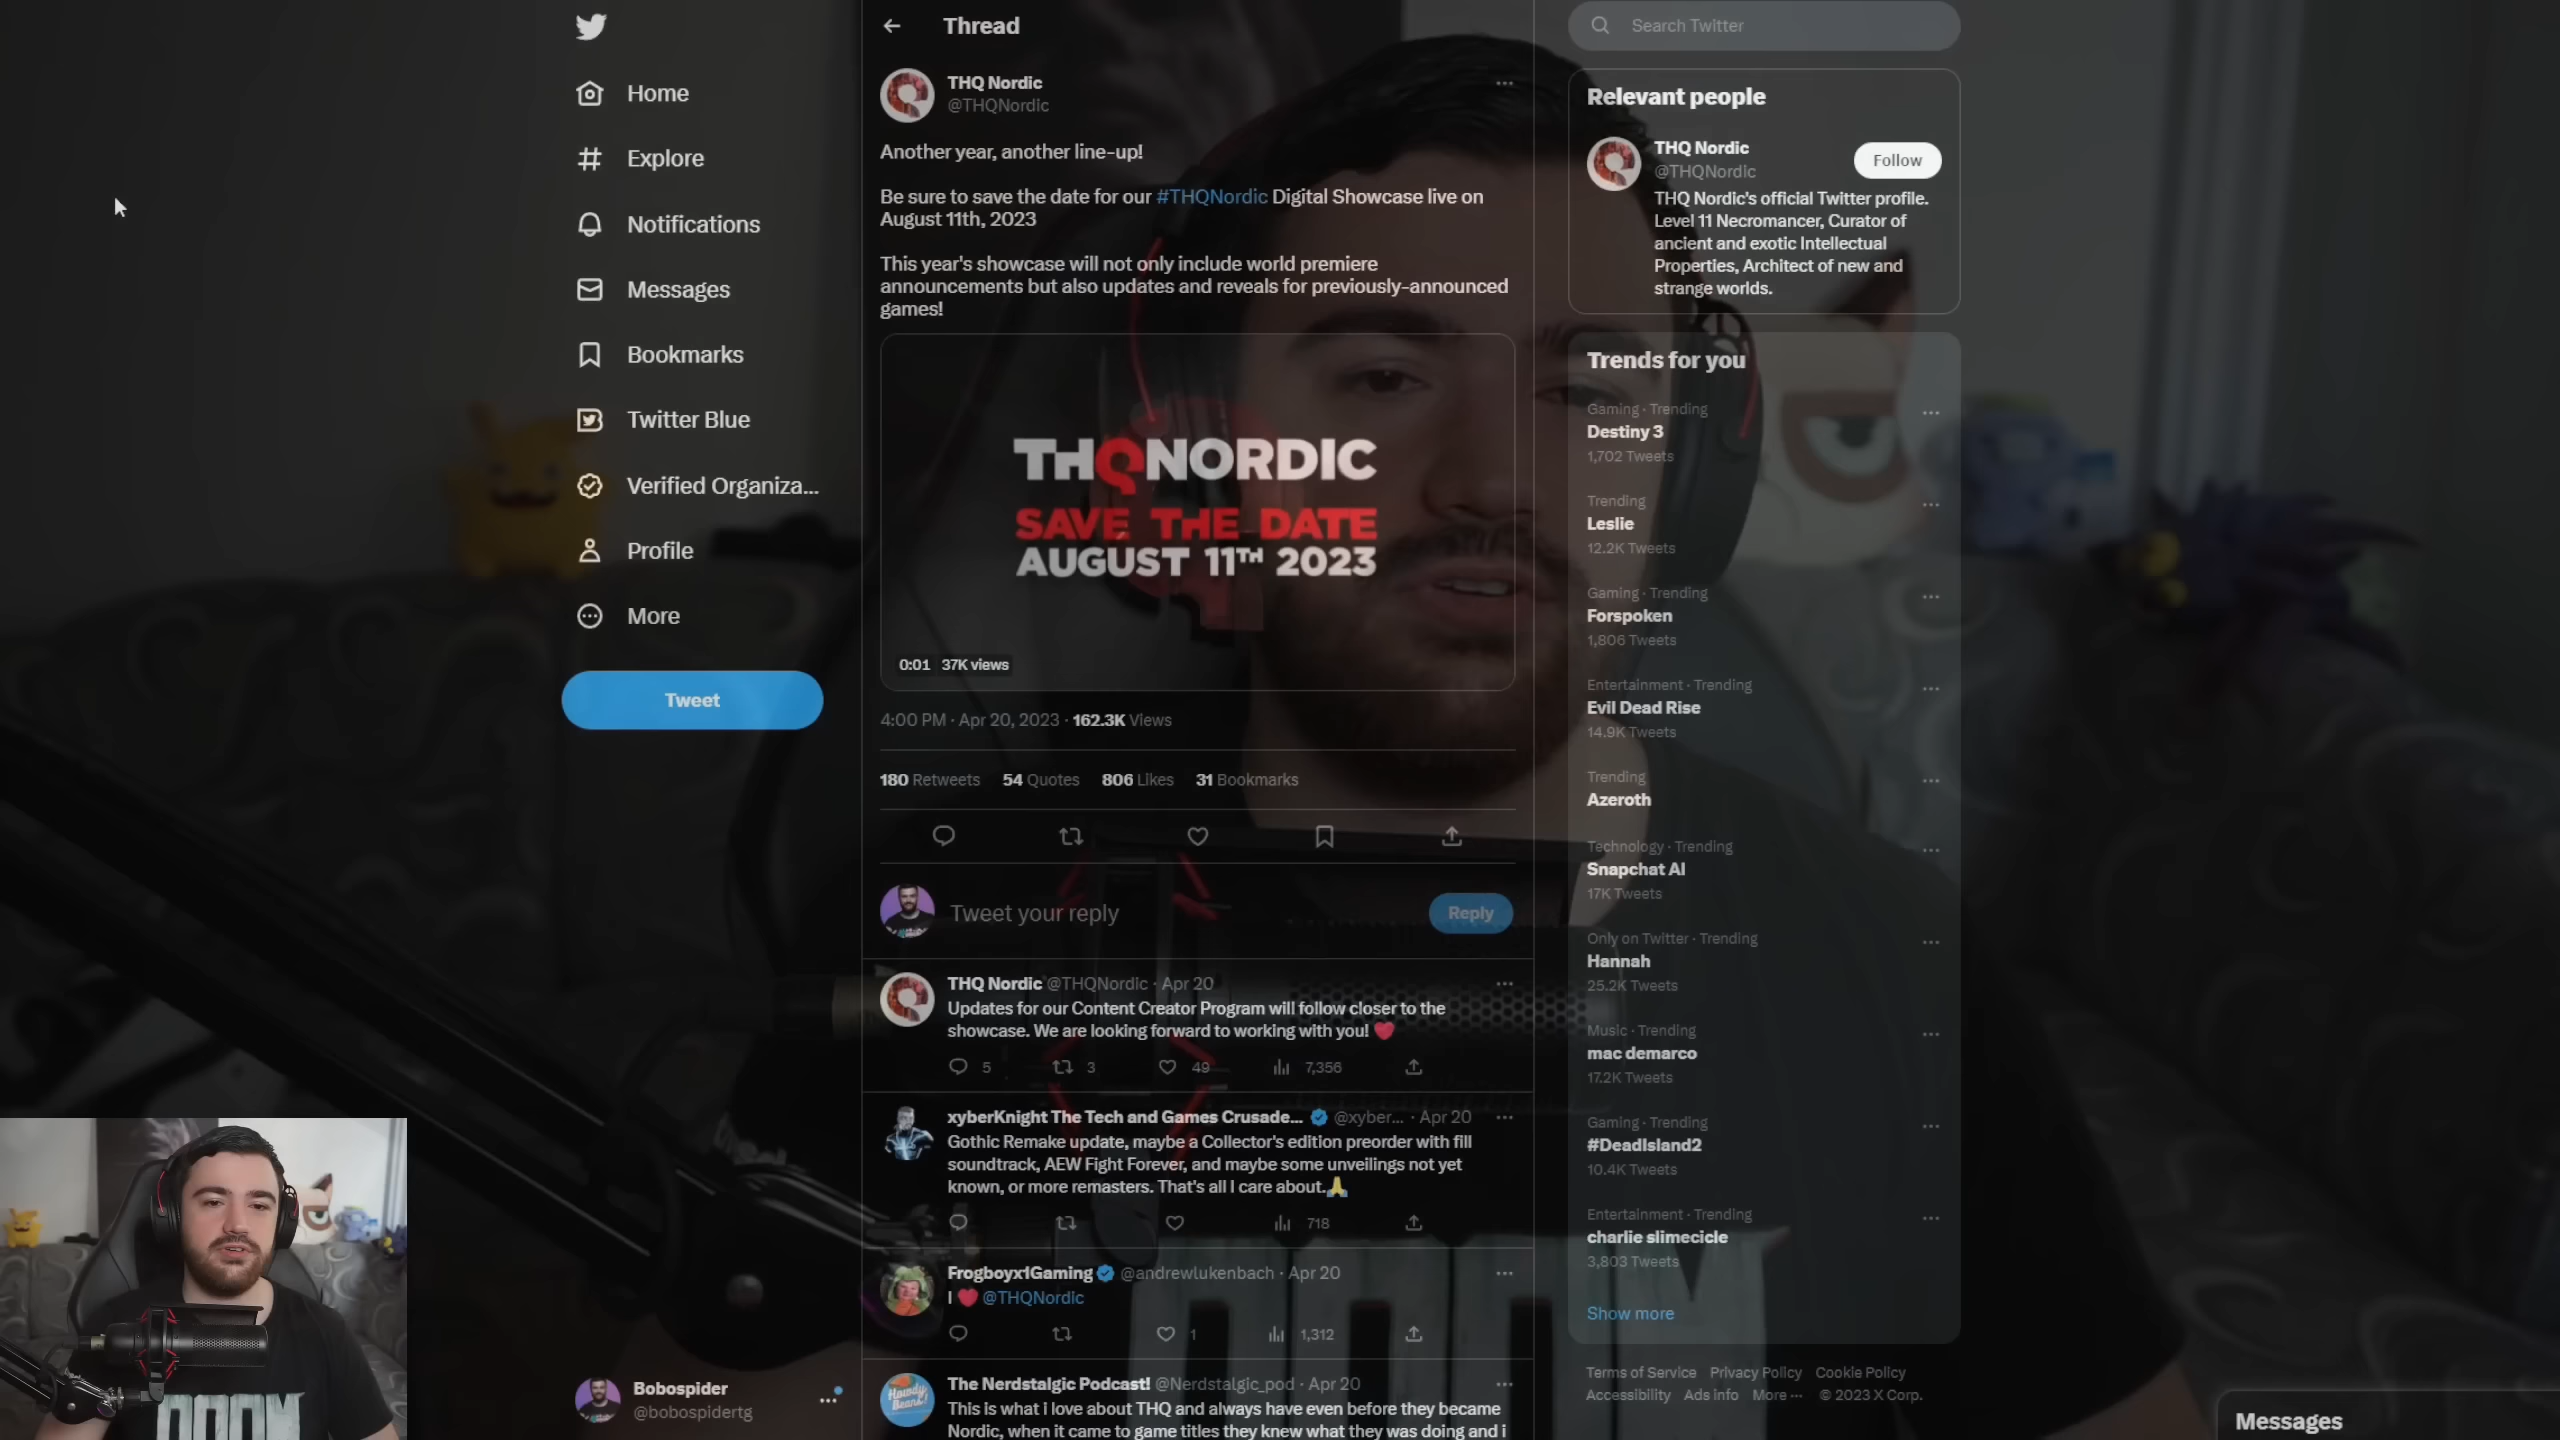 Home
Explore
Notifications
Messages
Bookmarks
Twitter Blue
Verified Organiza...
Profile
More
Tweet
Bobospider
@bobospidertg
Thread
THQ Nordic
@THQNordic
Another year, another line-up!
Be sure to save the date for our #THQNordic Digital Showcase live on
August 11th, 2023
This year's showcase will not only include world premiere
announcements but also updates and reveals for previously-announced
games!
THQNORDIC
SAVE THE DATE
AUGUST 11TH 2023
0:01 37K views
4:00 PM · Apr 20, 2023 · 162.3K Views
180 Retweets 54 Quotes 806 Likes 31 Bookmarks
Tweet your reply
Reply
THQ Nordic @THQNordic · Apr 20
Updates for our Content Creator Program will follow closer to the
showcase. We are looking forward to working with you! ❤️
5 3 49 7,356
xyberKnight The Tech and Games Crusade... @xyber... · Apr 20
Gothic Remake update, maybe a Collector's edition preorder with fill
soundtrack, AEW Fight Forever, and maybe some unveilings not yet
known, or more remasters. That's all I care about.🙏
718
Frogboyx1Gaming @andrewlukenbach · Apr 20
I ❤️ @THQNordic
1 1,312
The Nerdstalgic Podcast! @Nerdstalgic_pod · Apr 20
This is what i love about THQ and always have even before they became
Nordic, when it came to game titles they knew what they was doing and i
Search Twitter
Relevant people
THQ Nordic
@THQNordic
Follow
THQ Nordic's official Twitter profile.
Level 11 Necromancer, Curator of
ancient and exotic Intellectual
Properties, Architect of new and
strange worlds.
Trends for you
Gaming · Trending
Destiny 3
1,702 Tweets
Trending
Leslie
12.2K Tweets
Gaming · Trending
Forspoken
1,806 Tweets
Entertainment · Trending
Evil Dead Rise
14.9K Tweets
Trending
Azeroth
Technology · Trending
Snapchat AI
17K Tweets
Only on Twitter · Trending
Hannah
25.2K Tweets
Music · Trending
mac demarco
17.2K Tweets
Gaming · Trending
#DeadIsland2
10.4K Tweets
Entertainment · Trending
charlie slimecicle
3,803 Tweets
Show more
Terms of Service Privacy Policy Cookie Policy
Accessibility Ads info More ··· © 2023 X Corp.
Messages
DOOM